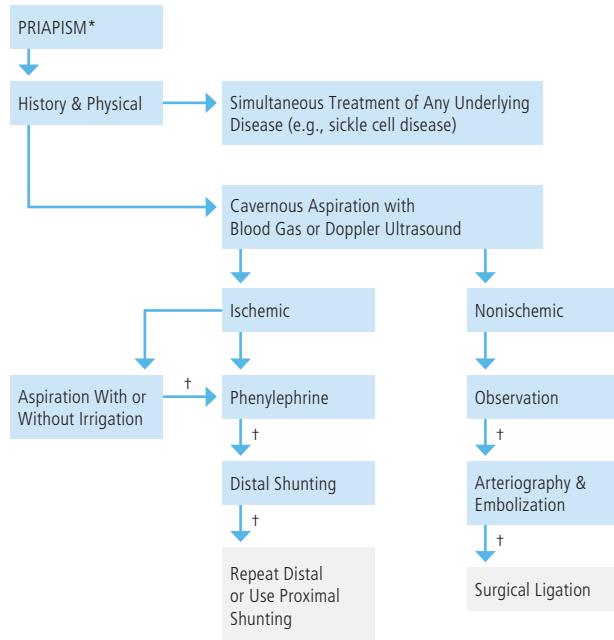 PRIAPISM*
History & Physical
Simultaneous Treatment of Any Underlying
Disease (e.g., sickle cell disease)
Cavernous Aspiration with
Blood Gas or Doppler Ultrasound
Ischemic
Nonischemic
Aspiration With or
Without Irrigation
†
Phenylephrine
Observation
†
†
Distal Shunting
Arteriography &
Embolization
†
†
Repeat Distal
or Use Proximal
Shunting
Surgical Ligation